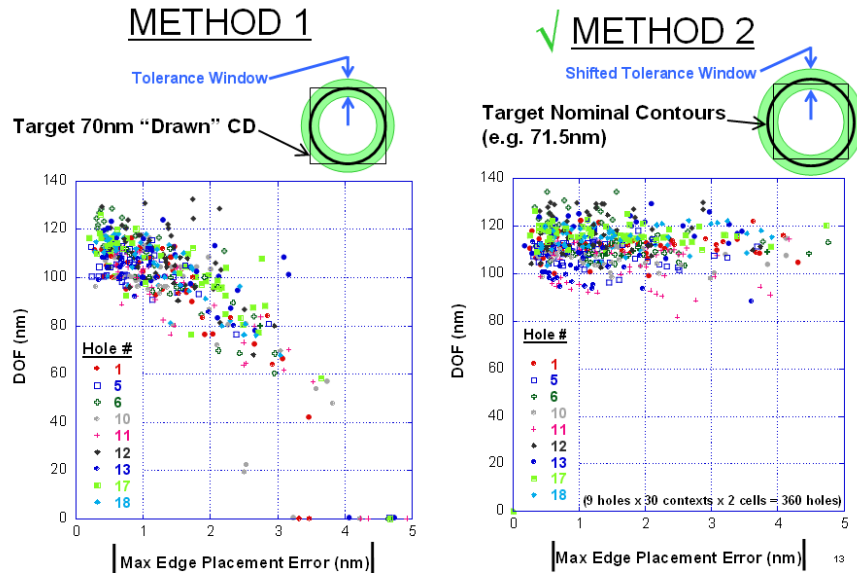 METHOD 1
Tolerance Window
Target 70nm “Drawn” CD
DOF (nm)
140
120
100
80
60
40
20
0
Hole #
1
5
6
10
11
12
13
17
18
0 1 2 3 4 5
|Max Edge Placement Error (nm)|
√ METHOD 2
Shifted Tolerance Window
Target Nominal Contours
(e.g. 71.5nm)
DOF (nm)
140
120
100
80
60
40
20
0
Hole #
1
5
6
10
11
12
13
17
18
(9 holes x 30 contexts x 2 cells = 360 holes)
0 1 2 3 4 5
|Max Edge Placement Error (nm)|
13